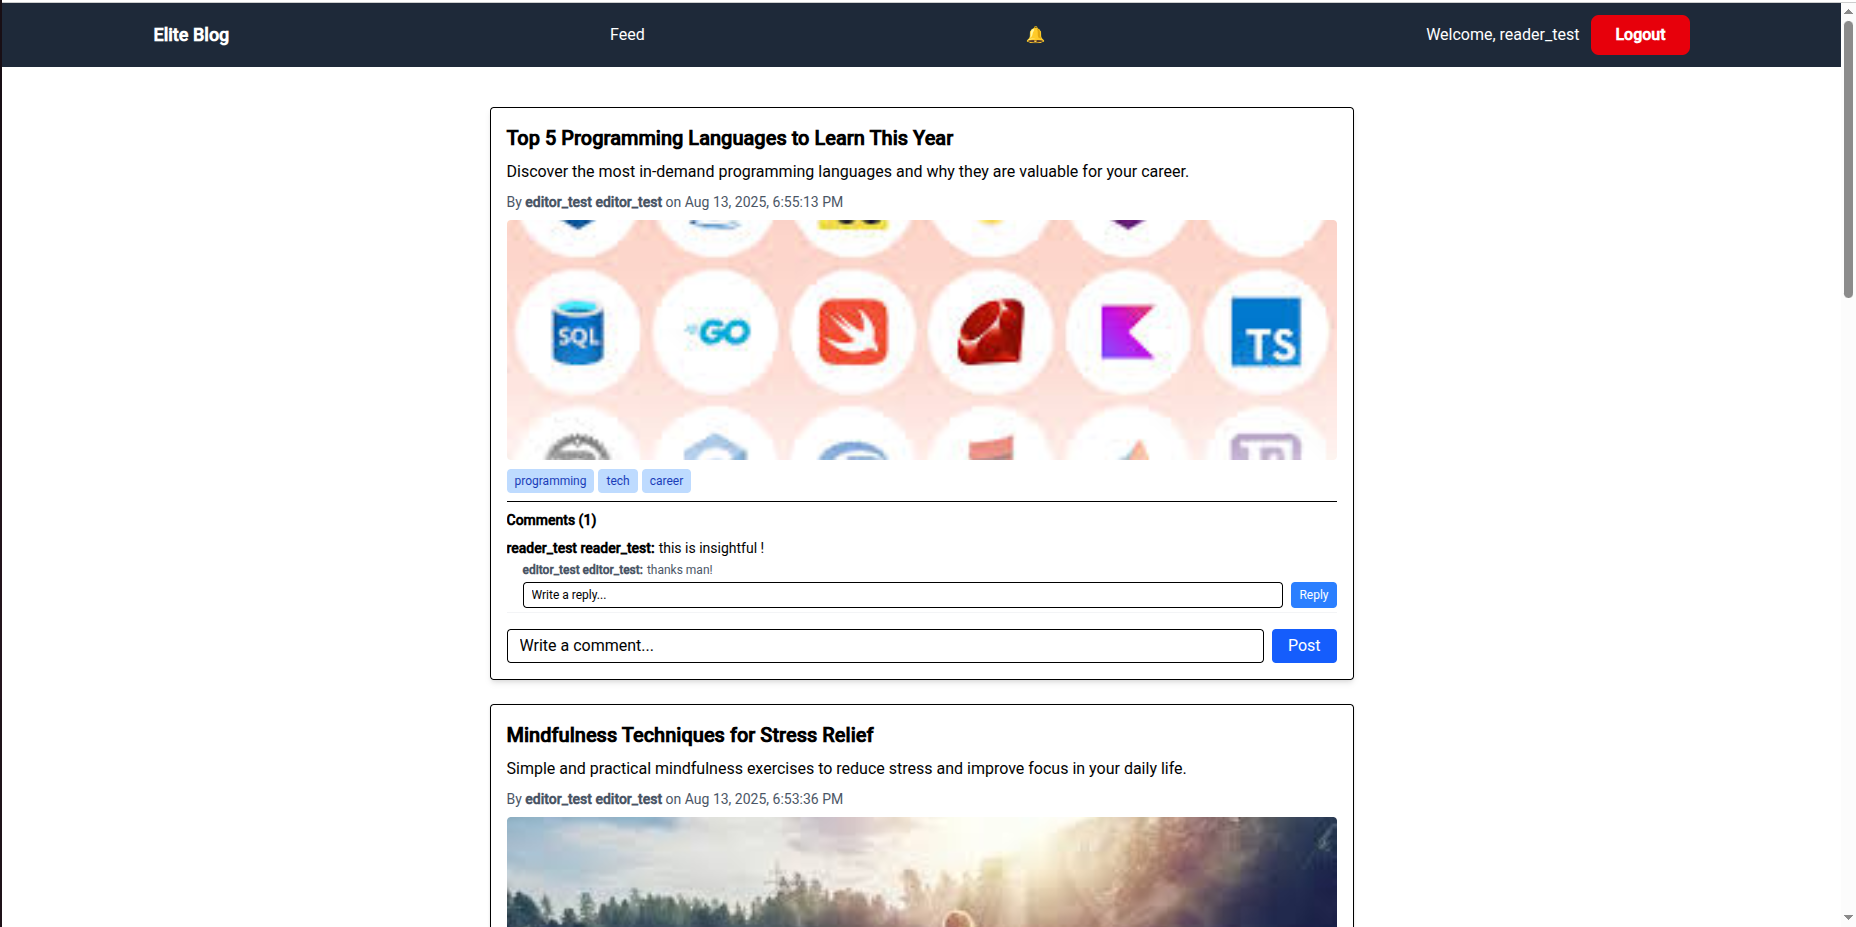 Elite Blog
Feed
Welcome, reader_test
Logout
Top 5 Programming Languages to Learn This Year
Discover the most in-demand programming languages and why they are valuable for your career.
By editor_test editor_test on Aug 13, 2025, 6:55:13 PM
SQL
GO
TS
programming
tech
career
Comments (1)
reader_test reader_test: this is insightful !
editor_test editor_test: thanks man!
Write a reply...
Reply
Write a comment...
Post
Mindfulness Techniques for Stress Relief
Simple and practical mindfulness exercises to reduce stress and improve focus in your daily life.
By editor_test editor_test on Aug 13, 2025, 6:53:36 PM